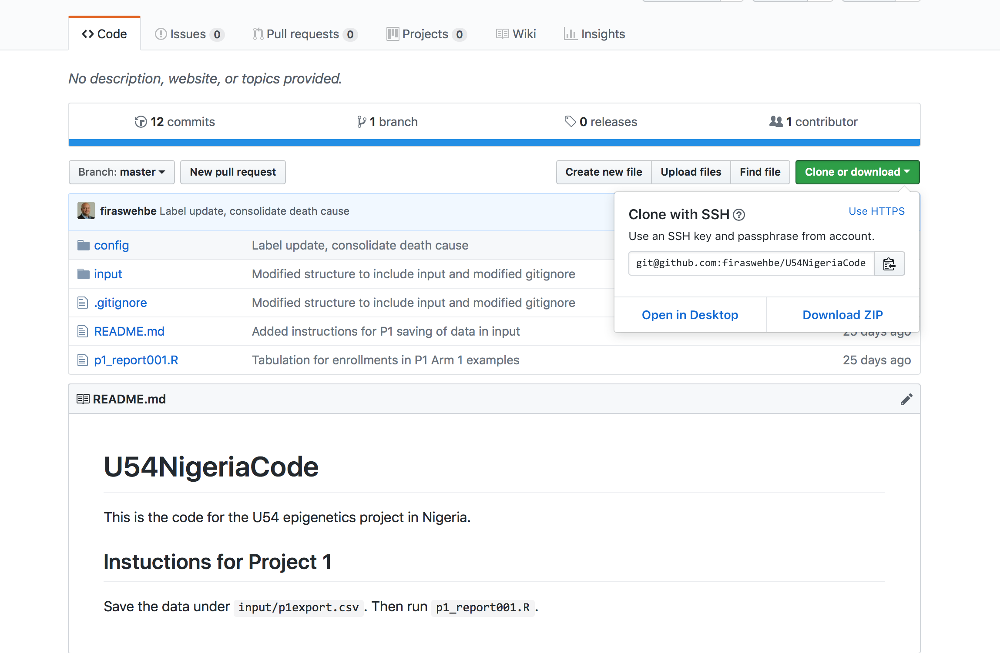 Code Issues 0 Pull requests 0 Projects 0 Wiki Insights
No description, website, or topics provided.
12 commits 1 branch 0 releases 1 contributor
Branch: master New pull request Create new file Upload files Find file Clone or download
firaswehbe Label update, consolidate death cause
Clone with SSH ? Use HTTPS
Use an SSH key and passphrase from account.
git@github.com:firaswehbe/U54NigeriaCode
Open in Desktop Download ZIP
config Label update, consolidate death cause
input Modified structure to include input and modified gitignore
.gitignore Modified structure to include input and modified gitignore
README.md Added instructions for P1 saving of data in input 25 days ago
p1_report001.R Tabulation for enrollments in P1 Arm 1 examples 25 days ago
README.md
U54NigeriaCode
This is the code for the U54 epigenetics project in Nigeria.
Instuctions for Project 1
Save the data under input/p1export.csv. Then run p1_report001.R.